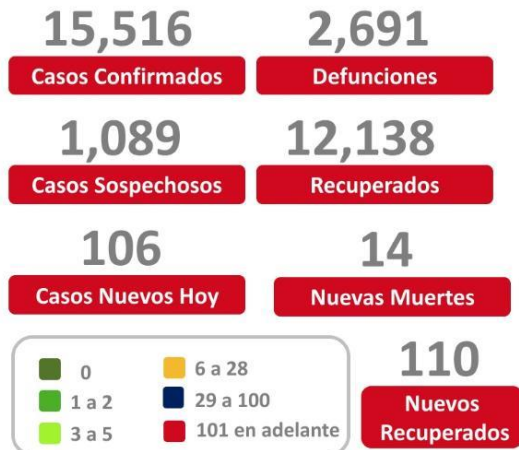 15,516 2,691
Casos Confirmados Defunciones
1,089 12,138
Casos Sospechosos Recuperados
106 14
Casos Nuevos Hoy Nuevas Muertes
0 6 a 28
1 a 2 29 a 100
3 a 5 101 en adelante
110
Nuevos
Recuperados